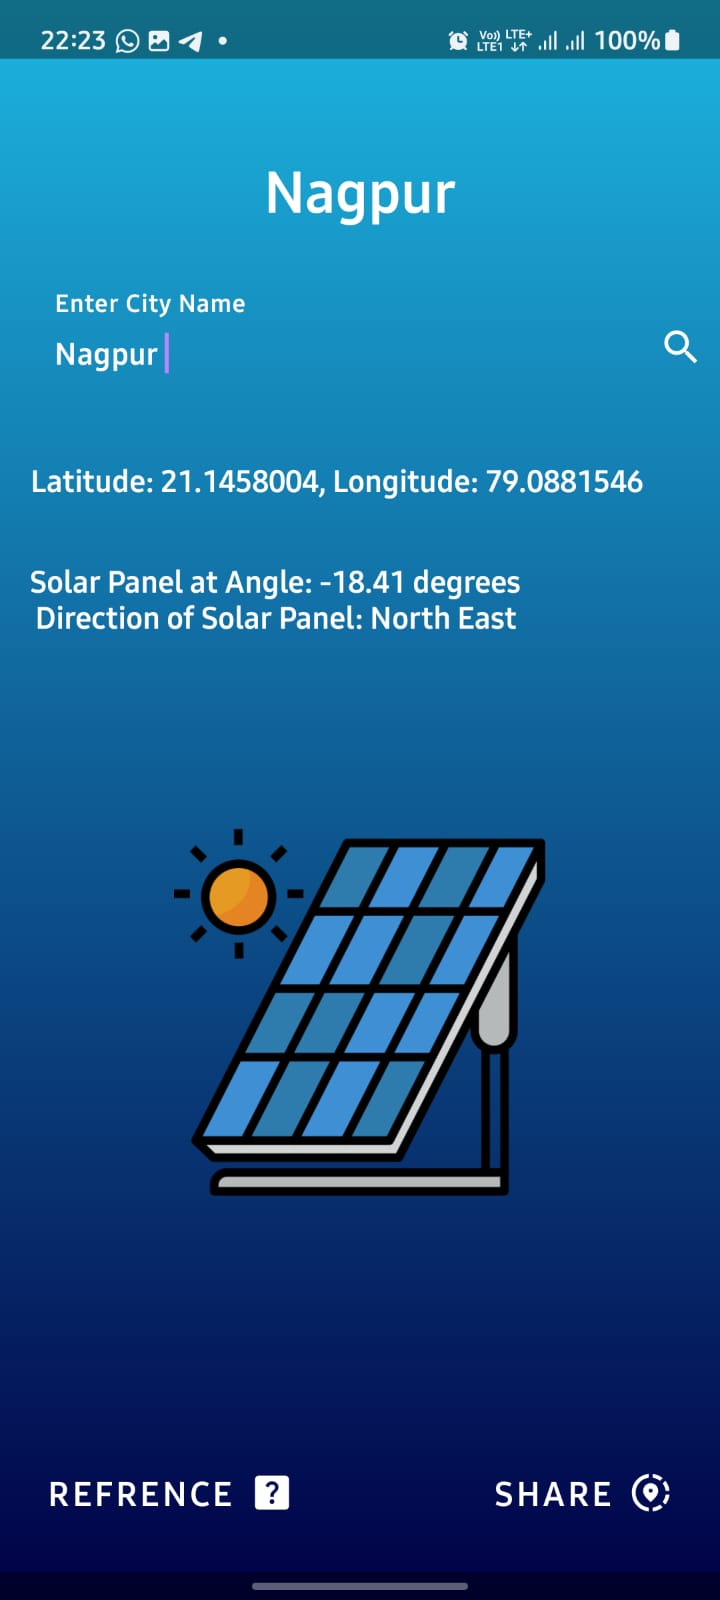 22:23 Vo) LTE+ LTE1 100%
Nagpur
Enter City Name
Nagpur
Latitude: 21.1458004, Longitude: 79.0881546
Solar Panel at Angle: -18.41 degrees
Direction of Solar Panel: North East
REFRENCE ? SHARE